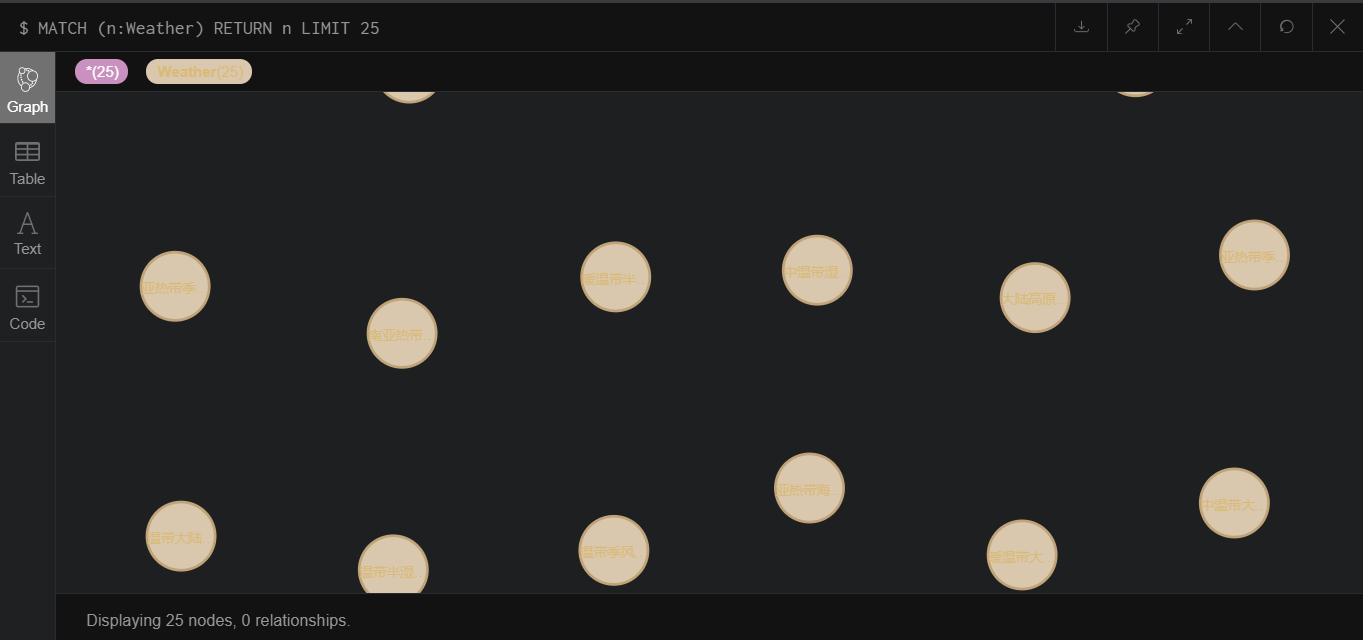 $ MATCH (n:Weather) RETURN n LIMIT 25
*(25) Weather(25)
Graph
Table
Text
Code
亚热带季...
南亚热带...
暖温带半...
中温带湿...
大陆高原...
亚热带季...
温带大陆...
温带半湿...
温带季风...
亚热带海...
暖温带大...
中温带大...
Displaying 25 nodes, 0 relationships.